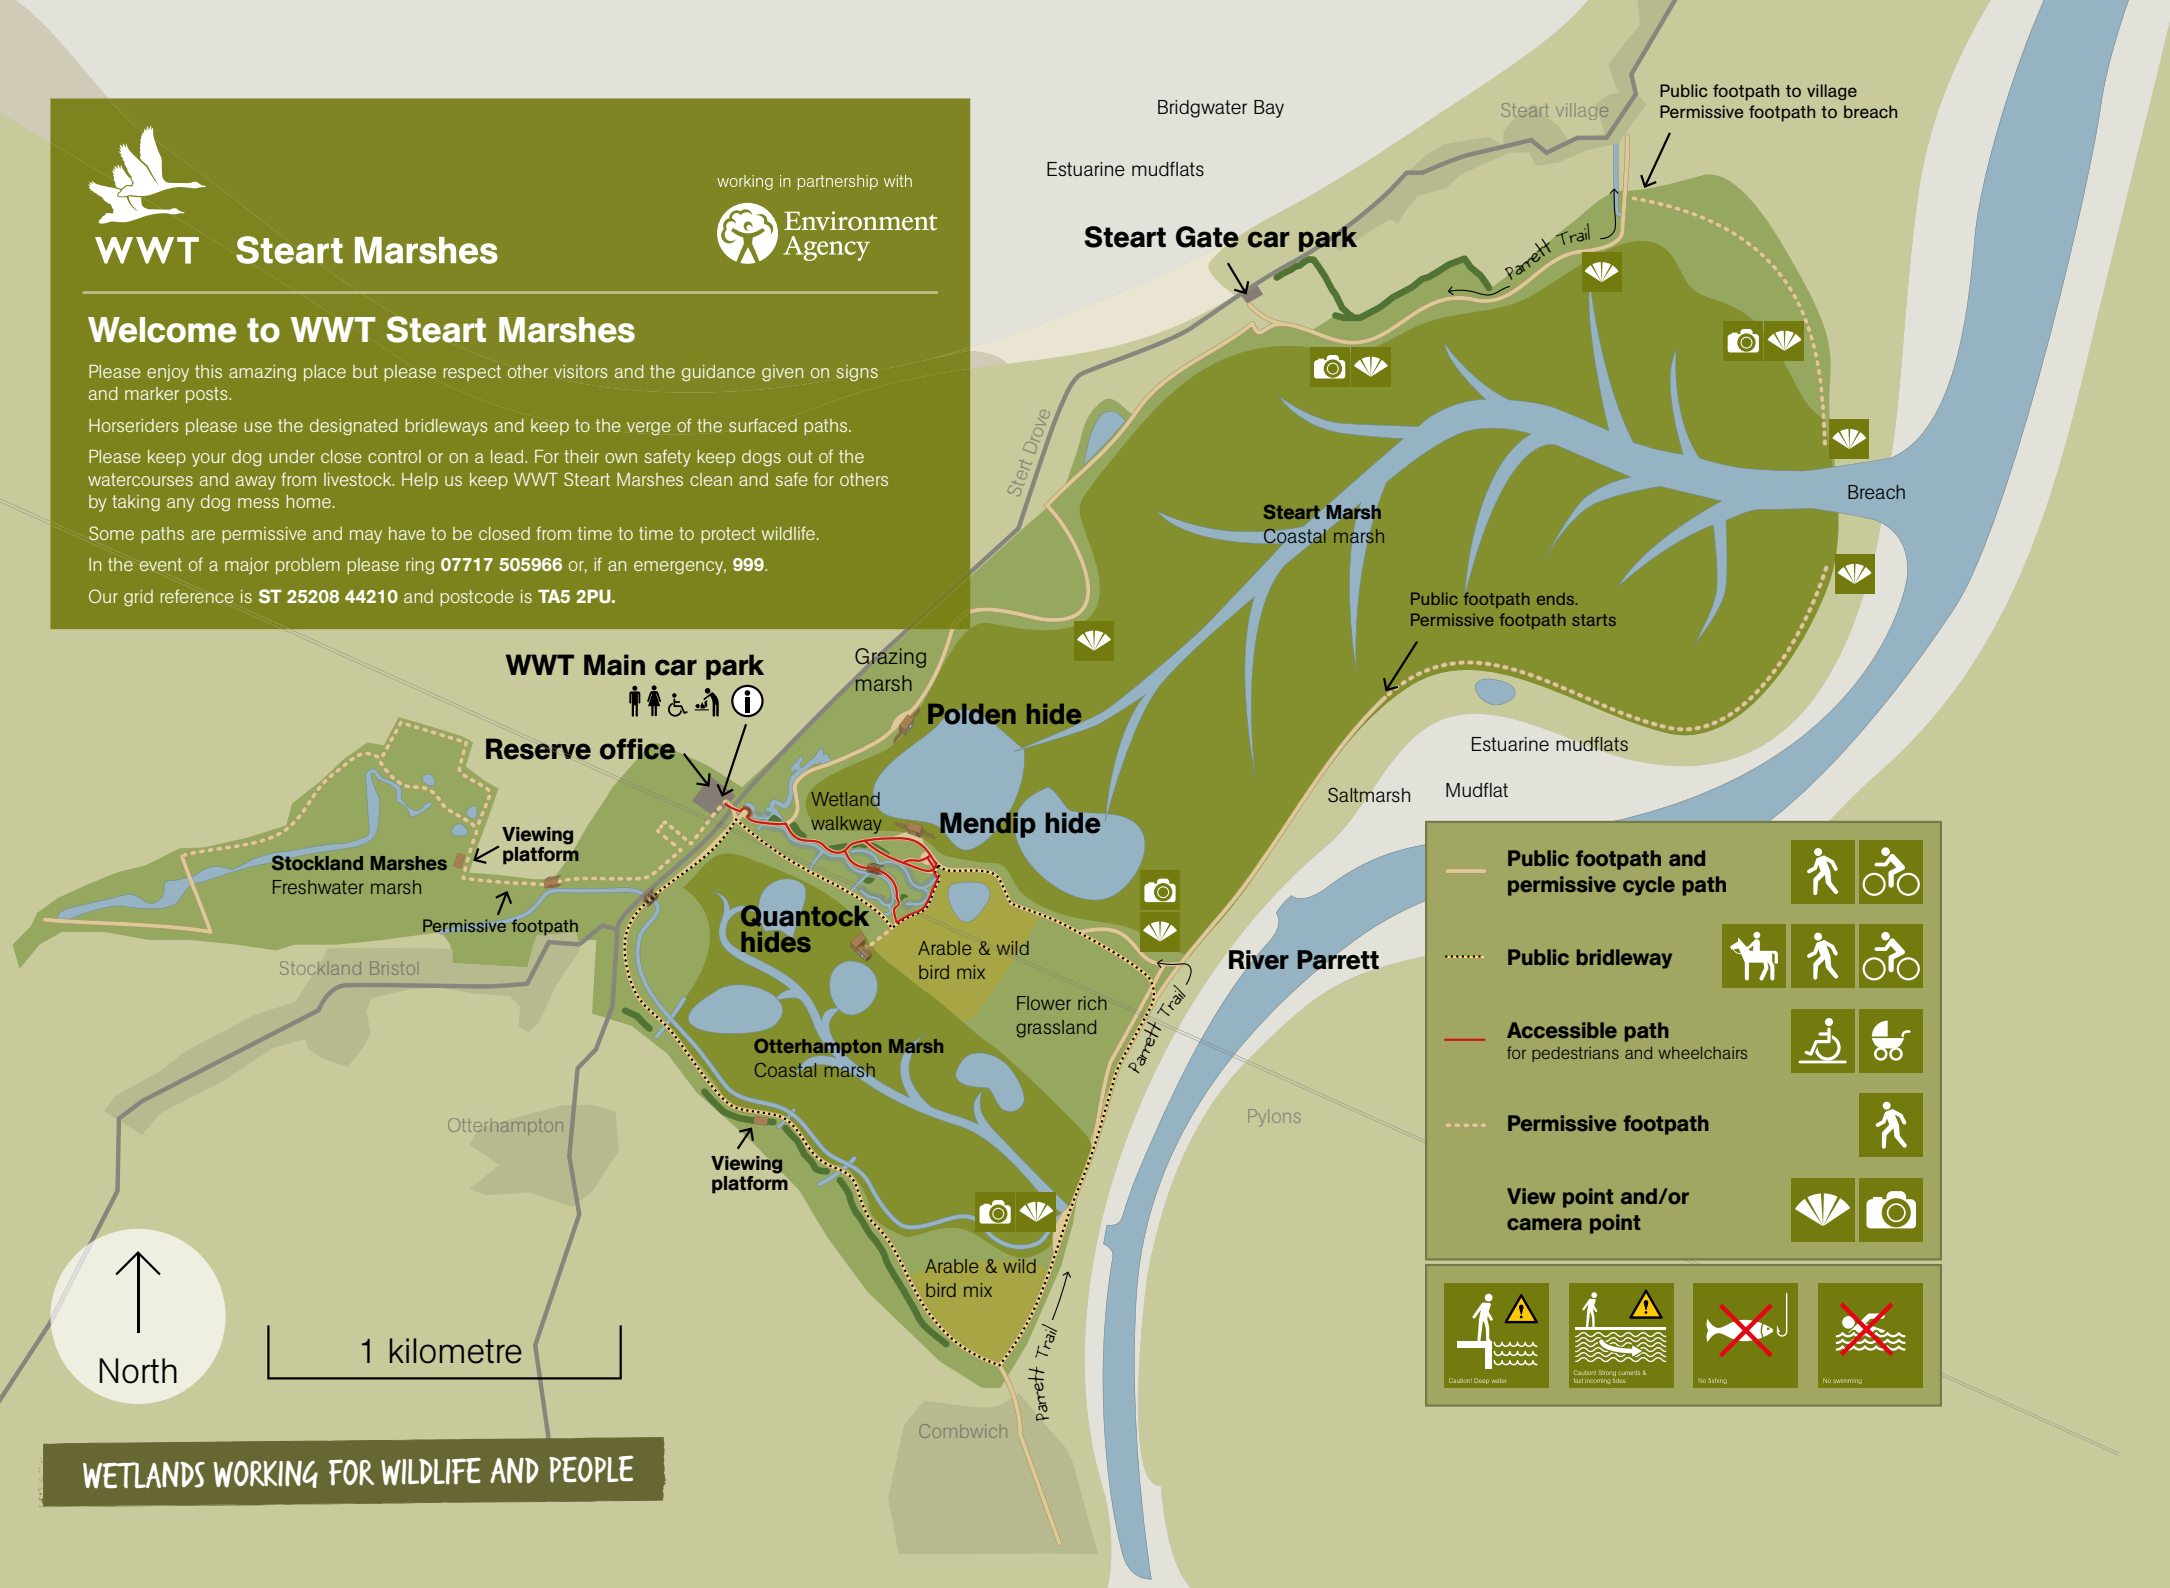 WWT
Steart Marshes
working in partnership with
Environment
Agency
Welcome to WWT Steart Marshes
Please enjoy this amazing place but please respect other visitors and the guidance given on signs
and marker posts.
Horseriders please use the designated bridleways and keep to the verge of the surfaced paths.
Please keep your dog under close control or on a lead. For their own safety keep dogs out of the
watercourses and away from livestock. Help us keep WWT Steart Marshes clean and safe for others
by taking any dog mess home.
Some paths are permissive and may have to be closed from time to time to protect wildlife.
In the event of a major problem please ring 07717 505966 or, if an emergency, 999.
Our grid reference is ST 25208 44210 and postcode is TA5 2PU.
Bridgwater Bay
Steart village
Public footpath to village
Permissive footpath to breach
Estuarine mudflats
Steart Gate car park
Parrett Trail
Stert Drove
Breach
Steart Marsh
Coastal marsh
Public footpath ends.
Permissive footpath starts
WWT Main car park
Grazing
marsh
Polden hide
Reserve office
Estuarine mudflats
Saltmarsh
Mudflat
Wetland
walkway
Mendip hide
Viewing
platform
Stockland Marshes
Freshwater marsh
Permissive footpath
Quantock
hides
Arable & wild
bird mix
River Parrett
Stockland Bristol
Flower rich
grassland
Parrett Trail
Otterhampton Marsh
Coastal marsh
Otterhampton
Pylons
Viewing
platform
Arable & wild
bird mix
Parrett Trail
Combwich
North
1 kilometre
WETLANDS WORKING FOR WILDLIFE AND PEOPLE
Public footpath and
permissive cycle path
Public bridleway
Accessible path
for pedestrians and wheelchairs
Permissive footpath
View point and/or
camera point
Caution! Deep water
Caution! Strong currents &
fast incoming tides
No fishing
No swimming